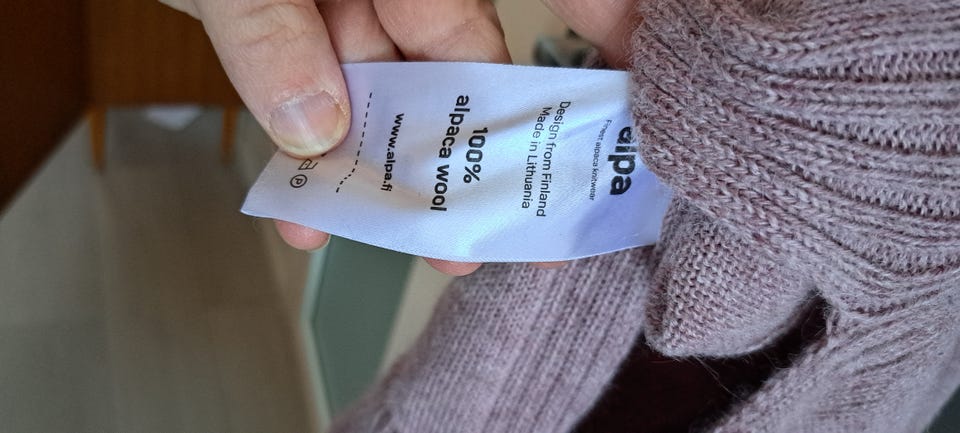 alpa
Finest alpaca knitwear
Design from Finland
Made in Lithuania
100%
alpaca wool
www.alpa.fi
P